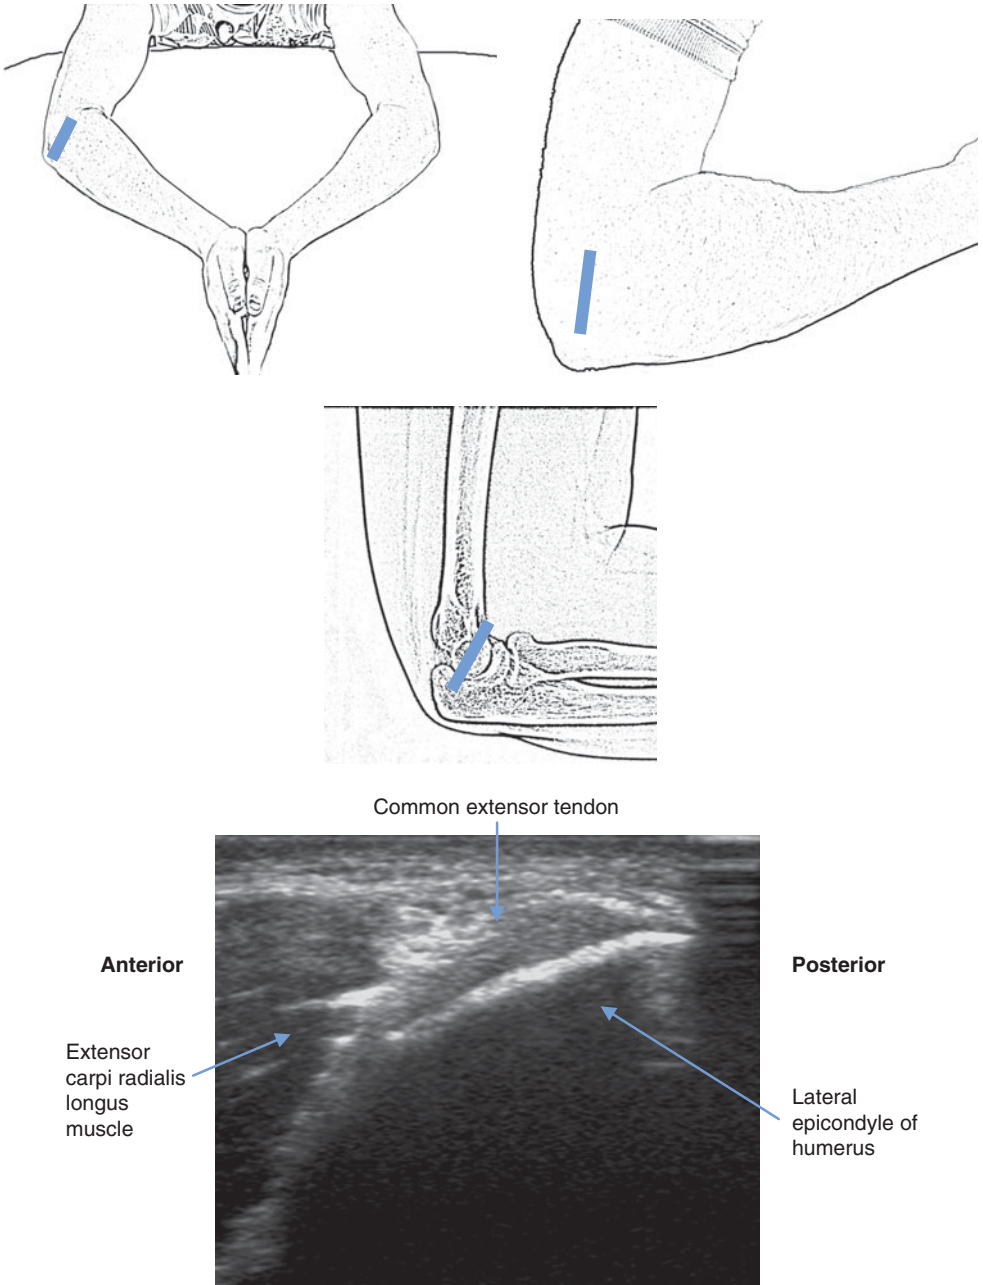 Common extensor tendon
Anterior
Posterior
Extensor
carpi radialis
longus
muscle
Lateral
epicondyle of
humerus